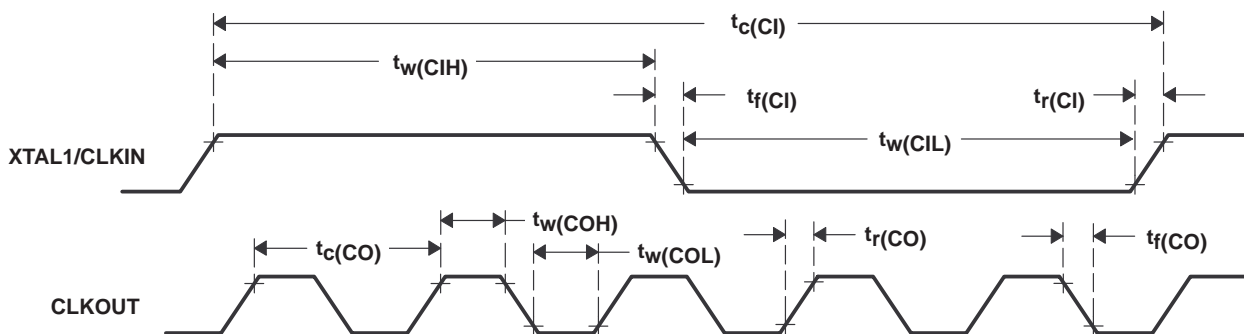 tc(CI)
tw(CIH)
tf(CI)
tr(CI)
XTAL1/CLKIN
tw(CIL)
tw(COH)
tc(CO)
tw(COL)
tr(CO)
tf(CO)
CLKOUT